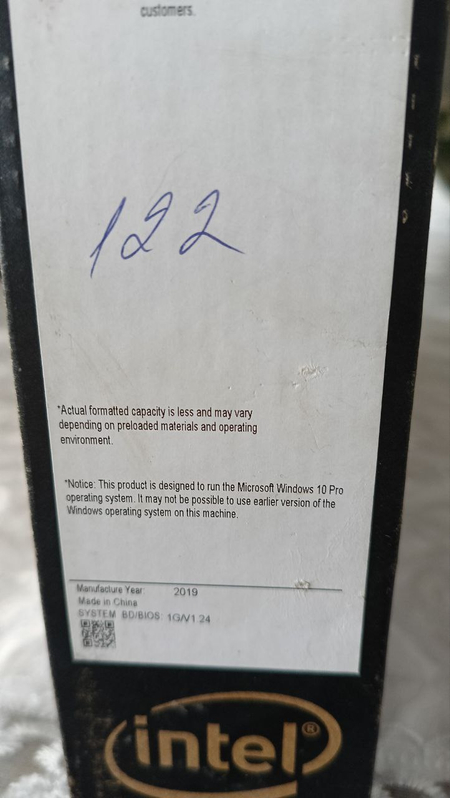 customers.
122
*Actual formatted capacity is less and may vary
depending on preloaded materials and operating
environment.
*Notice: This product is designed to run the Microsoft Windows 10 Pro
operating system. It may not be possible to use earlier version of the
Windows operating system on this machine.
Manufacture Year: 2019
Made in China
SYSTEM BD/BIOS: 1G/V1.24
intel®